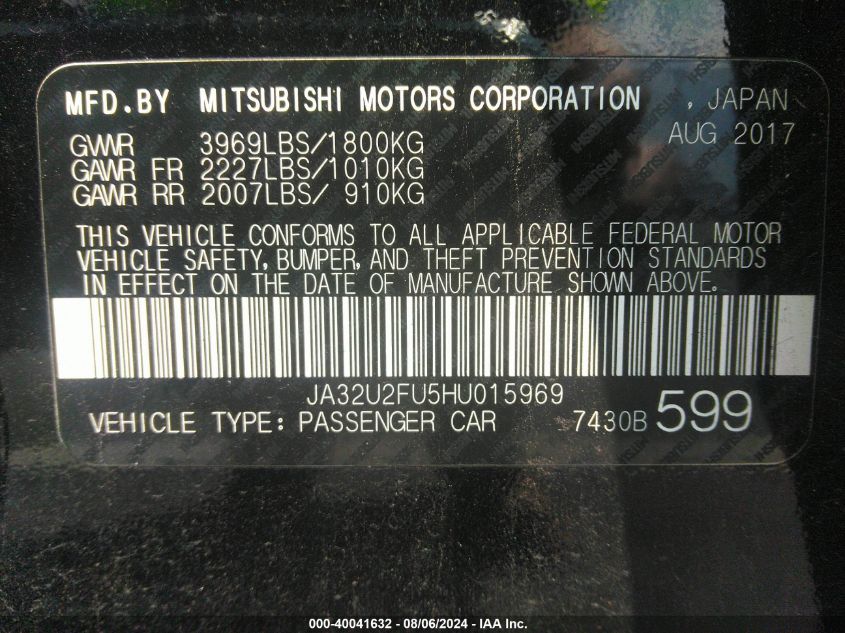 MFD.BY MITSUBISHI MOTORS CORPORATION , JAPAN
AUG 2017
GVWR 3969LBS/1800KG
GAWR FR 2227LBS/1010KG
GAWR RR 2007LBS/ 910KG
THIS VEHICLE CONFORMS TO ALL APPLICABLE FEDERAL MOTOR
VEHICLE SAFETY, BUMPER, AND THEFT PREVENTION STANDARDS
IN EFFECT ON THE DATE OF MANUFACTURE SHOWN ABOVE.
JA32U2FU5HU015969
VEHICLE TYPE: PASSENGER CAR 7430B 599
000-40041632 - 08/06/2024 - IAA Inc.